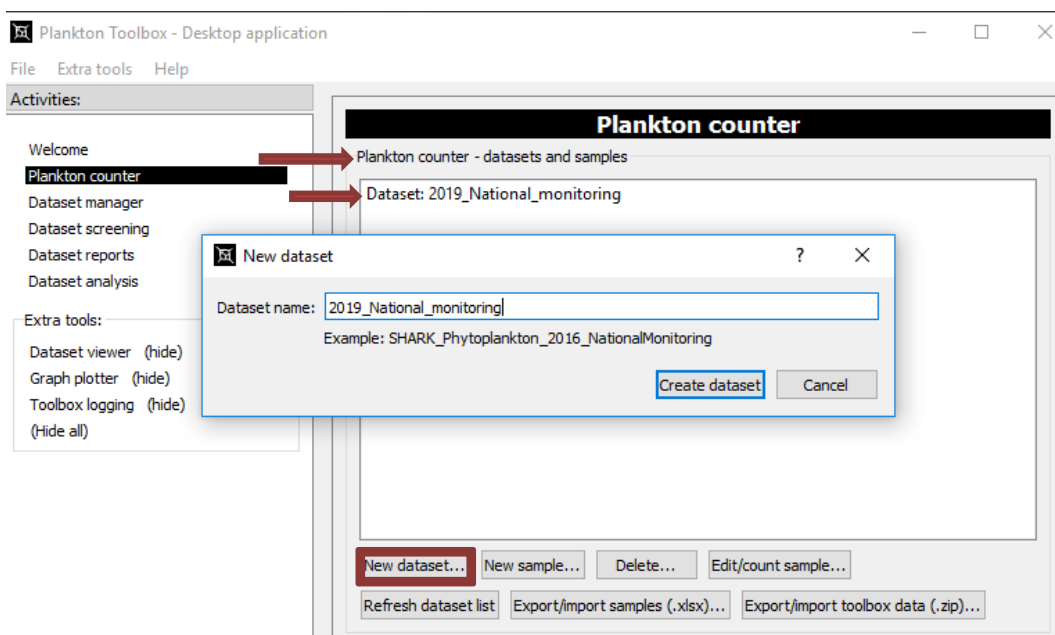 Plankton Toolbox - Desktop application
File Extra tools Help
Activities:
Welcome
Plankton counter
Dataset manager
Dataset screening
Dataset reports
Dataset analysis
Extra tools:
Dataset viewer (hide)
Graph plotter (hide)
Toolbox logging (hide)
(Hide all)
Plankton counter
Plankton counter - datasets and samples
Dataset: 2019_National_monitoring
New dataset ?
Dataset name: 2019_National_monitoring
Example: SHARK_Phytoplankton_2016_NationalMonitoring
Create dataset Cancel
New dataset... New sample... Delete... Edit/count sample...
Refresh dataset list Export/import samples (.xlsx)... Export/import toolbox data (.zip)...